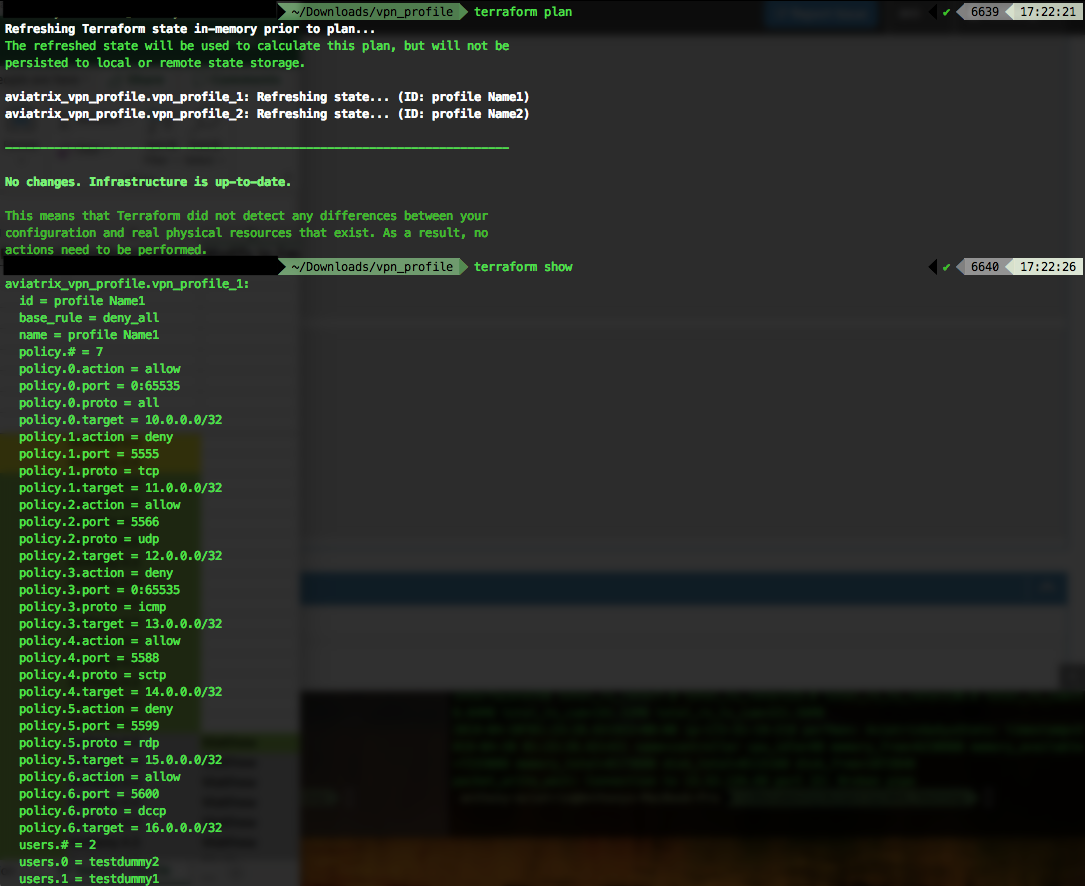 ~/Downloads/vpn_profile terraform plan ✔ 6639 17:22:21
Refreshing Terraform state in-memory prior to plan...
The refreshed state will be used to calculate this plan, but will not be
persisted to local or remote state storage.
aviatrix_vpn_profile.vpn_profile_1: Refreshing state... (ID: profile Name1)
aviatrix_vpn_profile.vpn_profile_2: Refreshing state... (ID: profile Name2)
------------------------------------------------------------------------
No changes. Infrastructure is up-to-date.
This means that Terraform did not detect any differences between your
configuration and real physical resources that exist. As a result, no
actions need to be performed.
~/Downloads/vpn_profile terraform show ✔ 6640 17:22:26
aviatrix_vpn_profile.vpn_profile_1:
id = profile Name1
base_rule = deny_all
name = profile Name1
policy.# = 7
policy.0.action = allow
policy.0.port = 0:65535
policy.0.proto = all
policy.0.target = 10.0.0.0/32
policy.1.action = deny
policy.1.port = 5555
policy.1.proto = tcp
policy.1.target = 11.0.0.0/32
policy.2.action = allow
policy.2.port = 5566
policy.2.proto = udp
policy.2.target = 12.0.0.0/32
policy.3.action = deny
policy.3.port = 0:65535
policy.3.proto = icmp
policy.3.target = 13.0.0.0/32
policy.4.action = allow
policy.4.port = 5588
policy.4.proto = sctp
policy.4.target = 14.0.0.0/32
policy.5.action = deny
policy.5.port = 5599
policy.5.proto = rdp
policy.5.target = 15.0.0.0/32
policy.6.action = allow
policy.6.port = 5600
policy.6.proto = dccp
policy.6.target = 16.0.0.0/32
users.# = 2
users.0 = testdummy2
users.1 = testdummy1